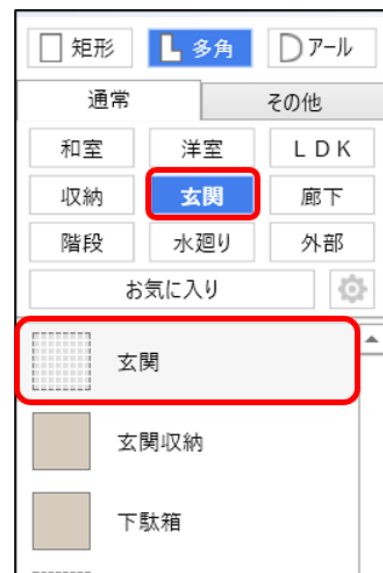 矩形 多角 アール
通常 その他
和室 洋室 ＬＤＫ
収納 玄関 廊下
階段 水廻り 外部
お気に入り
玄関
玄関収納
下駄箱